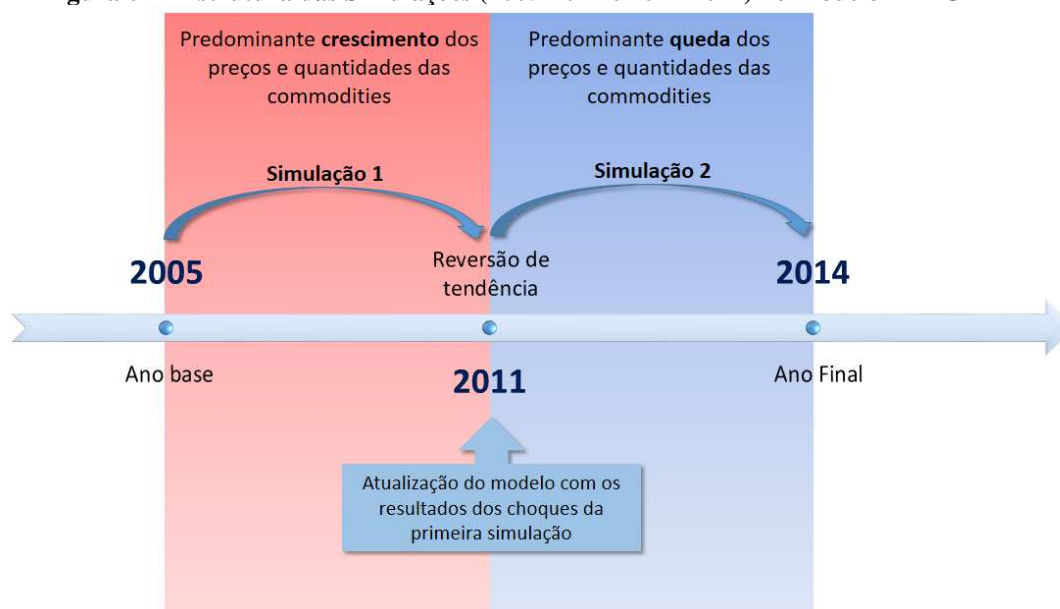 Predominante crescimento dos
preços e quantidades das
commodities
Predominante queda dos
preços e quantidades das
commodities
Simulação 1
Simulação 2
2005
Reversão de
tendência
2014
Ano base
2011
Ano Final
Atualização do modelo com os
resultados dos choques da
primeira simulação